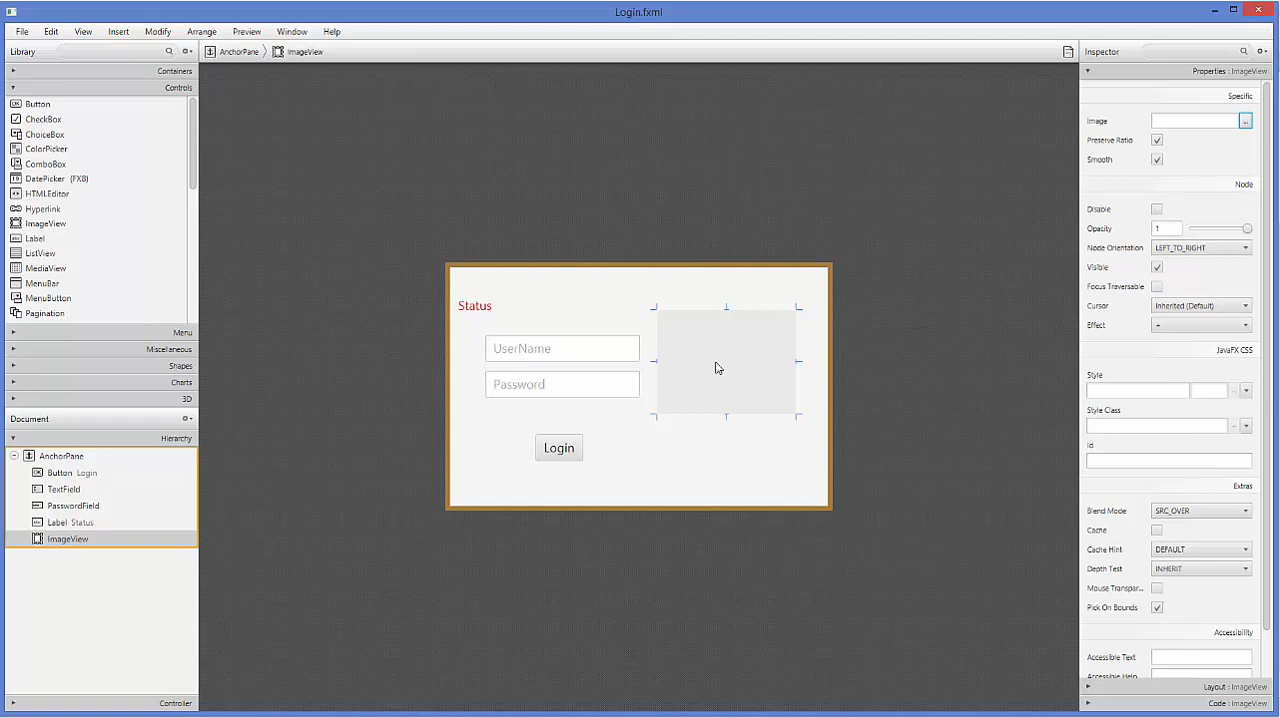 Login.fxml
File Edit View Insert Modify Arrange Preview Window Help
Library
AnchorPane ImageView
Inspector
Containers
Controls
Button
CheckBox
ChoiceBox
ColorPicker
ComboBox
DatePicker (FX8)
HTMLEditor
Hyperlink
ImageView
Label
ListView
MediaView
MenuBar
MenuButton
Pagination
Menu
Miscellaneous
Shapes
Charts
3D
Document
Hierarchy
AnchorPane
Button Login
TextField
PasswordField
Label Status
ImageView
Controller
Status
UserName
Password
Login
Properties : ImageView
Specific
Image ...
Preserve Ratio
Smooth
Node
Disable
Opacity 1
Node Orientation LEFT_TO_RIGHT
Visible
Focus Traversable
Cursor Inherited (Default)
Effect +
JavaFX CSS
Style
Style Class
Id
Extras
Blend Mode SRC_OVER
Cache
Cache Hint DEFAULT
Depth Test INHERIT
Mouse Transpar...
Pick On Bounds
Accessibility
Accessible Text
Accessible Help
Layout : ImageView
Code : ImageView